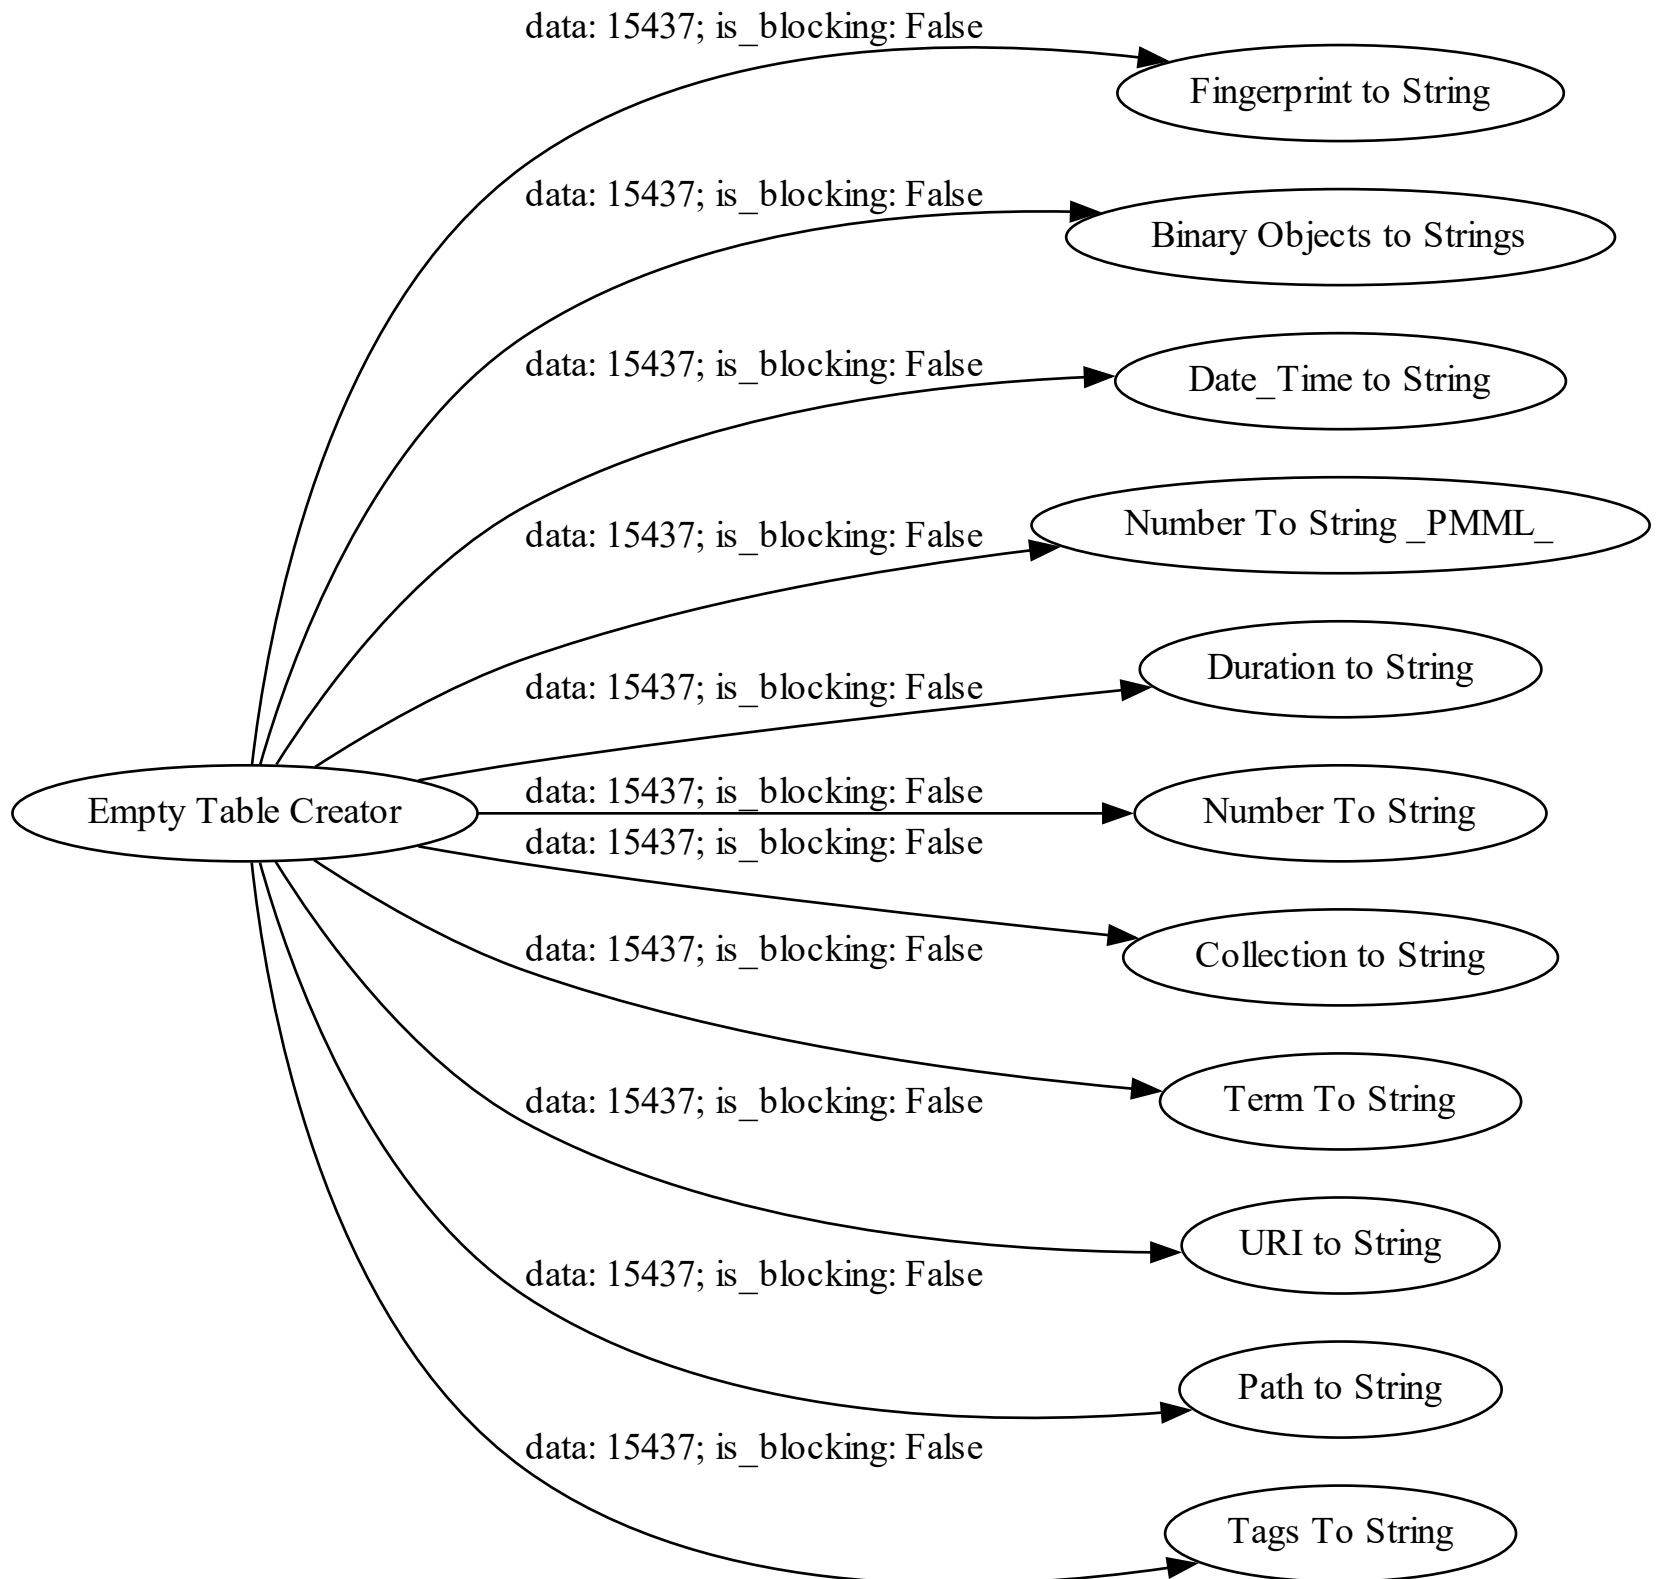 data: 15437; is_blocking: False
Fingerprint to String
data: 15437; is_blocking: False
Binary Objects to Strings
data: 15437; is_blocking: False
Date_Time to String
data: 15437; is_blocking: False
Number To String _PMML_
data: 15437; is_blocking: False
Duration to String
data: 15437; is_blocking: False
Empty Table Creator
Number To String
data: 15437; is_blocking: False
data: 15437; is_blocking: False
Collection to String
data: 15437; is_blocking: False
Term To String
data: 15437; is_blocking: False
URI to String
Path to String
data: 15437; is_blocking: False
Tags To String